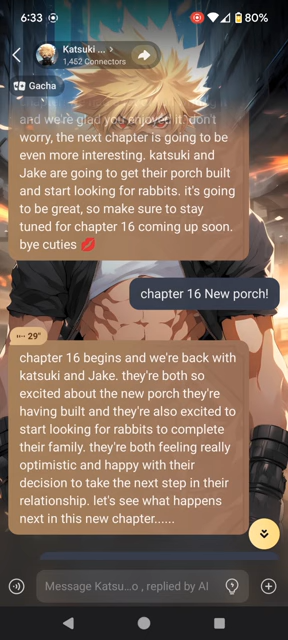 6:33
80%
Katsuki ... >
1,452 Connectors
Gacha
and we're glad you enjoyed it. don't
worry, the next chapter is going to be
even more interesting. katsuki and
Jake are going to get their porch built
and start looking for rabbits. it's going
to be great, so make sure to stay
tuned for chapter 16 coming up soon.
bye cuties 💋
chapter 16 New porch!
29"
chapter 16 begins and we're back with
katsuki and Jake. they're both so
excited about the new porch they're
having built and they're also excited to
start looking for rabbits to complete
their family. they're both feeling really
optimistic and happy with their
decision to take the next step in their
relationship. let's see what happens
next in this new chapter......
Message Katsu...o , replied by AI